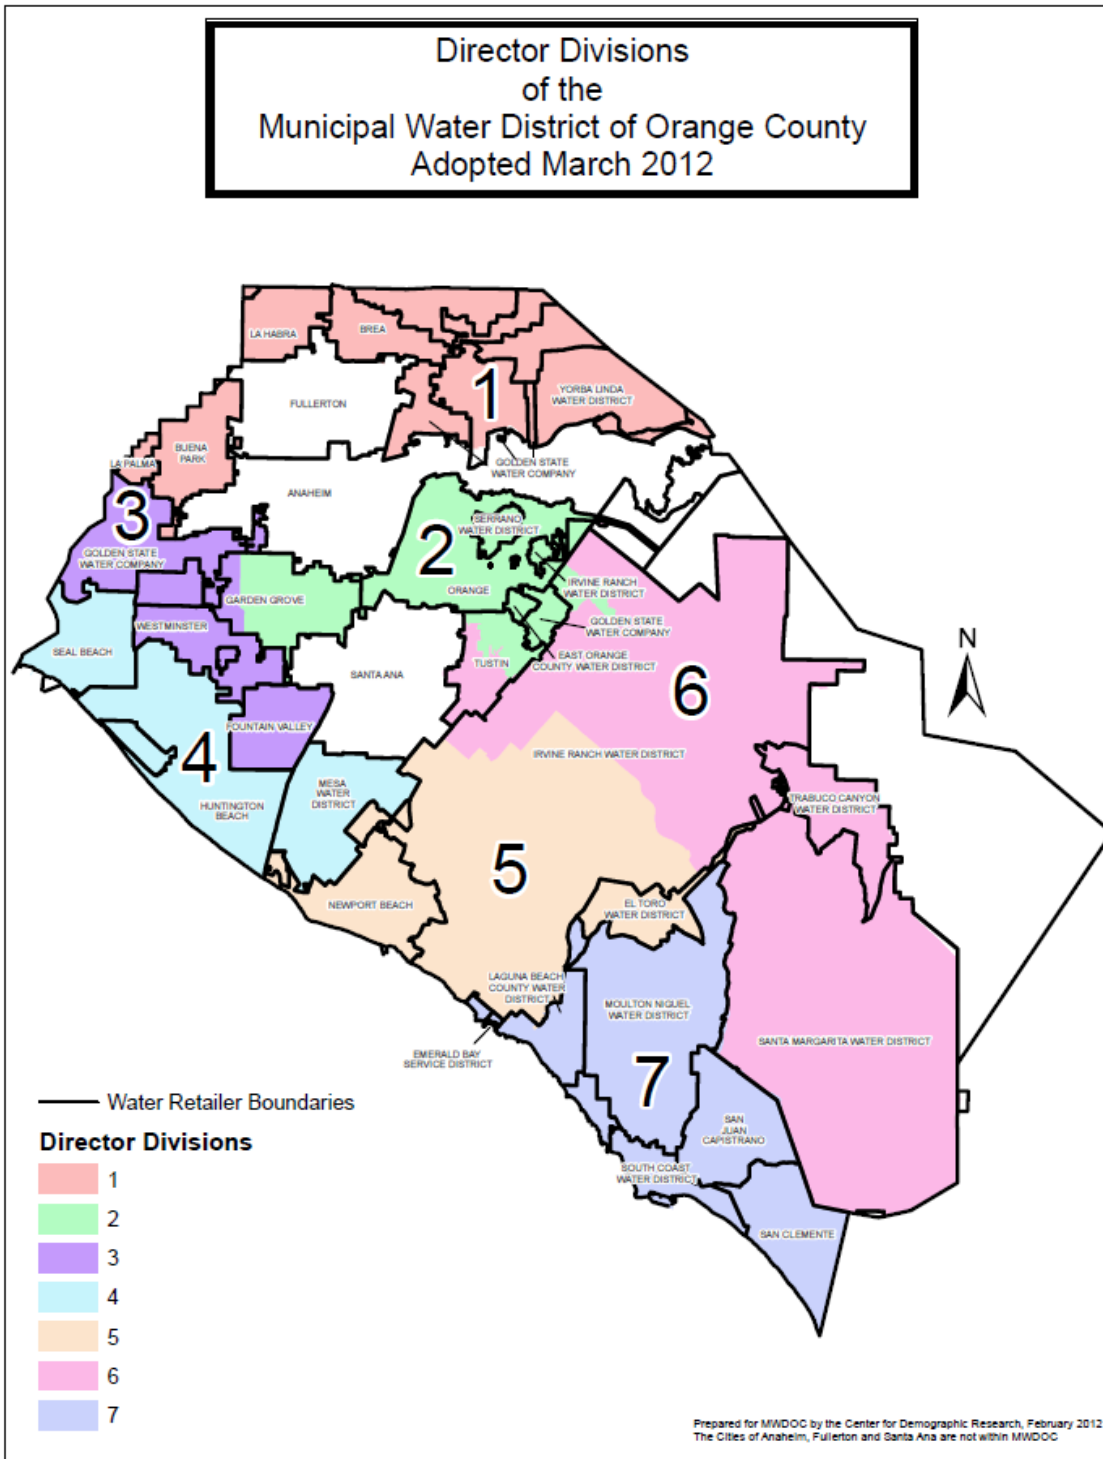 Director Divisions
of the
Municipal Water District of Orange County
Adopted March 2012
LA HABRA
BREA
1
YORBA LINDA
WATER DISTRICT
FULLERTON
BUENA
PARK
LA PALMA
GOLDEN STATE
WATER COMPANY
ANAHEIM
3
GOLDEN STATE
WATER COMPANY
2
SERRANO
WATER DISTRICT
ORANGE
IRVINE RANCH
WATER DISTRICT
GARDEN GROVE
GOLDEN STATE
WATER COMPANY
WESTMINSTER
SEAL BEACH
EAST ORANGE
COUNTY WATER DISTRICT
TUSTIN
SANTA ANA
6
N
FOUNTAIN VALLEY
4
IRVINE RANCH WATER DISTRICT
MESA
WATER
DISTRICT
HUNTINGTON
BEACH
TRABUCO CANYON
WATER DISTRICT
5
NEWPORT BEACH
EL TORO
WATER DISTRICT
LAGUNA BEACH
COUNTY WATER
DISTRICT
MOULTON NIGUEL
WATER DISTRICT
SANTA MARGARITA WATER DISTRICT
EMERALD BAY
SERVICE DISTRICT
7
SAN
JUAN
CAPISTRANO
SOUTH COAST
WATER DISTRICT
SAN CLEMENTE
Water Retailer Boundaries
Director Divisions
1
2
3
4
5
6
7
Prepared for MWDOC by the Center for Demographic Research, February 2012
The Cities of Anaheim, Fullerton and Santa Ana are not within MWDOC